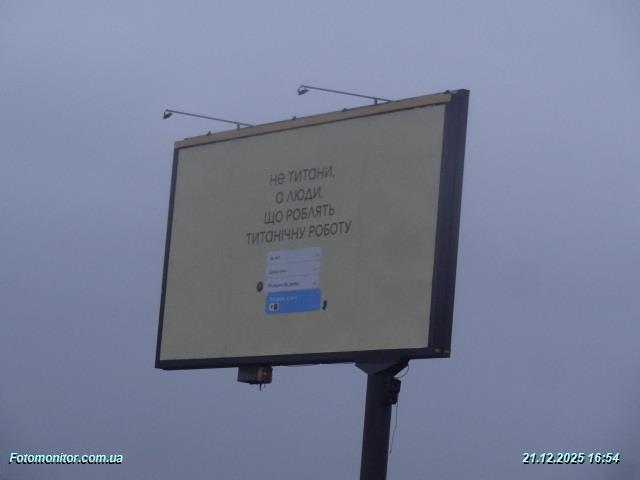 не титани,
а люди,
що роблять
титанічну роботу
Fotomonitor.com.ua
21.12.2025 16:54